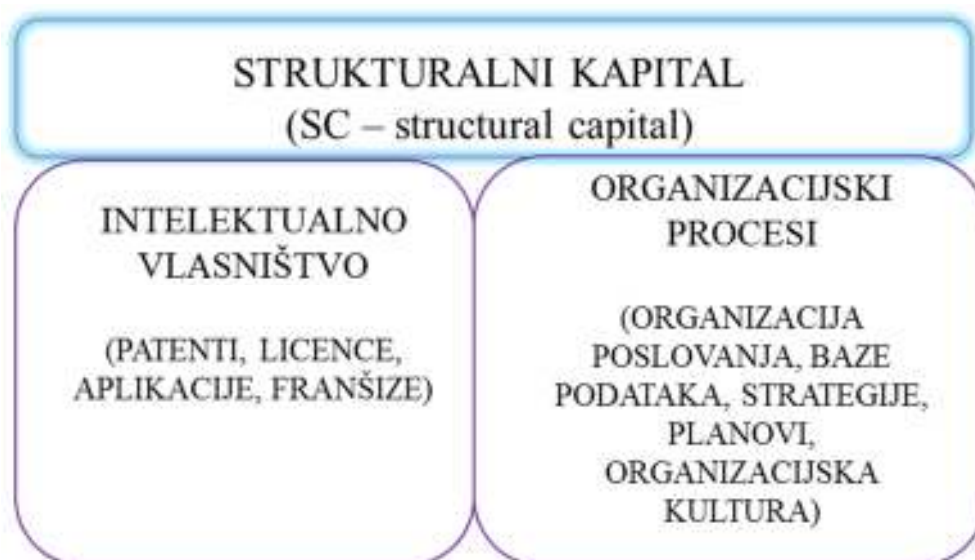 STRUKTURALNI KAPITAL
(SC – structural capital)
INTELEKTUALNO
VLASNIŠTVO
(PATENTI, LICENCE,
APLIKACIJE, FRANŠIZE)
ORGANIZACIJSKI
PROCESI
(ORGANIZACIJA
POSLOVANJA, BAZE
PODATAKA, STRATEGIJE,
PLANOVI,
ORGANIZACIJSKA
KULTURA)